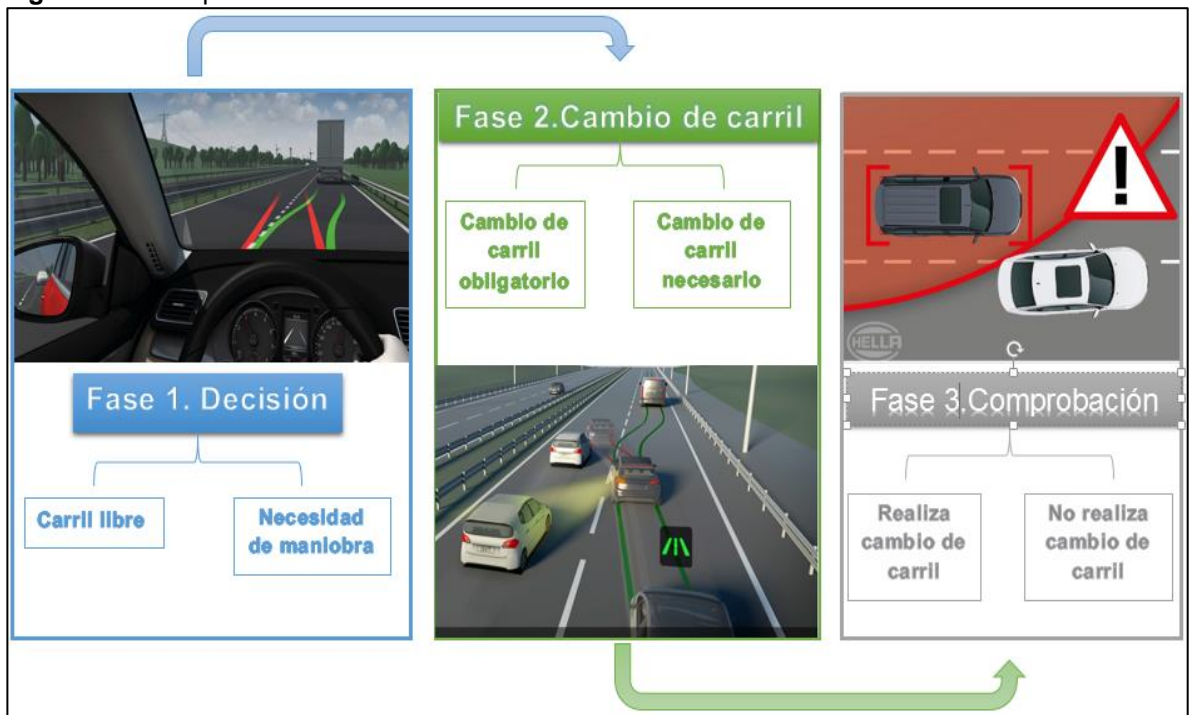 Fase 1. Decisión
Carril libre
Necesidad
de maniobra
Fase 2.Cambio de carril
Cambio de
carril
obligatorio
Cambio de
carril
necesario
HELLA
Fase 3.Comprobación
Realiza
cambio de
carril
No realiza
cambio de
carril